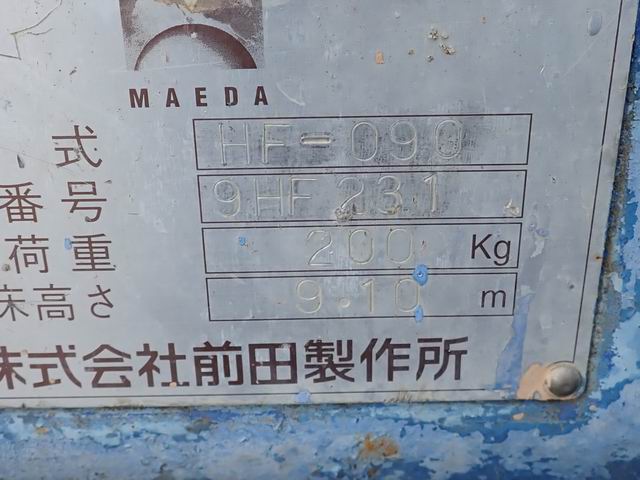 MAEDA
式 HF-090
番号 9HF231
荷重 200 Kg
床高さ 9.10 m
株式会社前田製作所